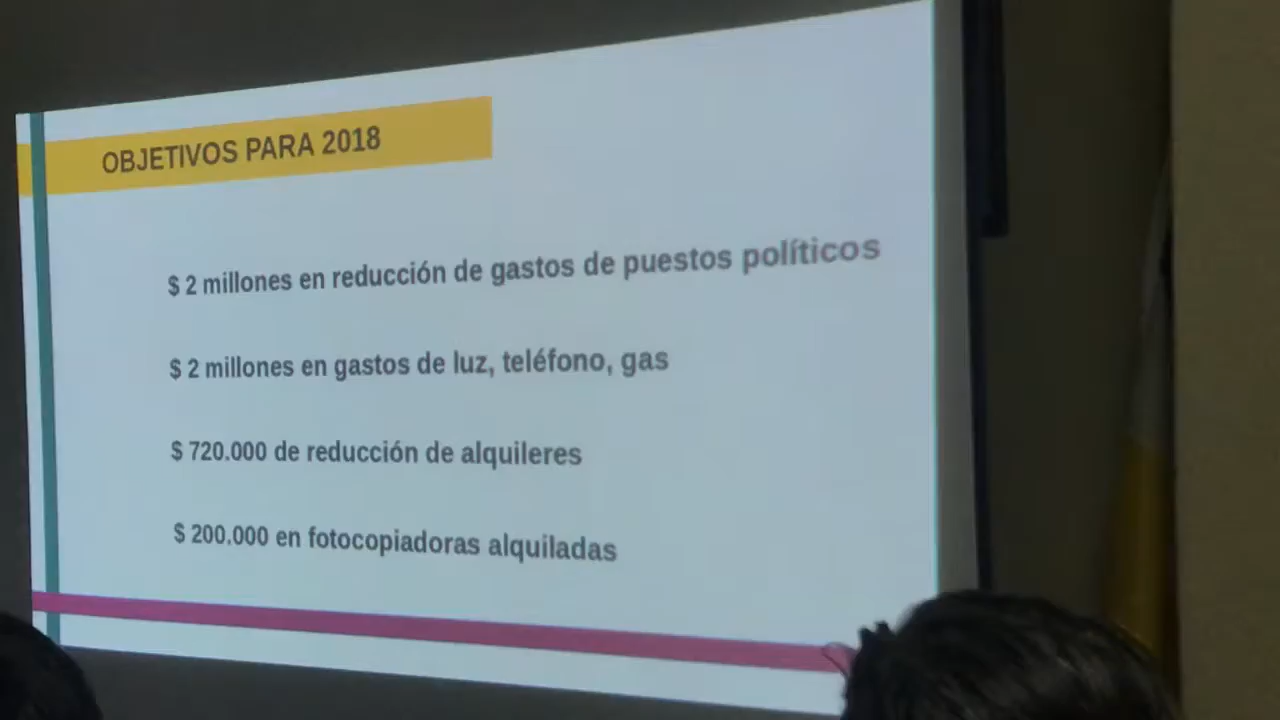 OBJETIVOS PARA 2018
$ 2 millones en reducción de gastos de puestos políticos
$ 2 millones en gastos de luz, teléfono, gas
$ 720.000 de reducción de alquileres
$ 200.000 en fotocopiadoras alquiladas